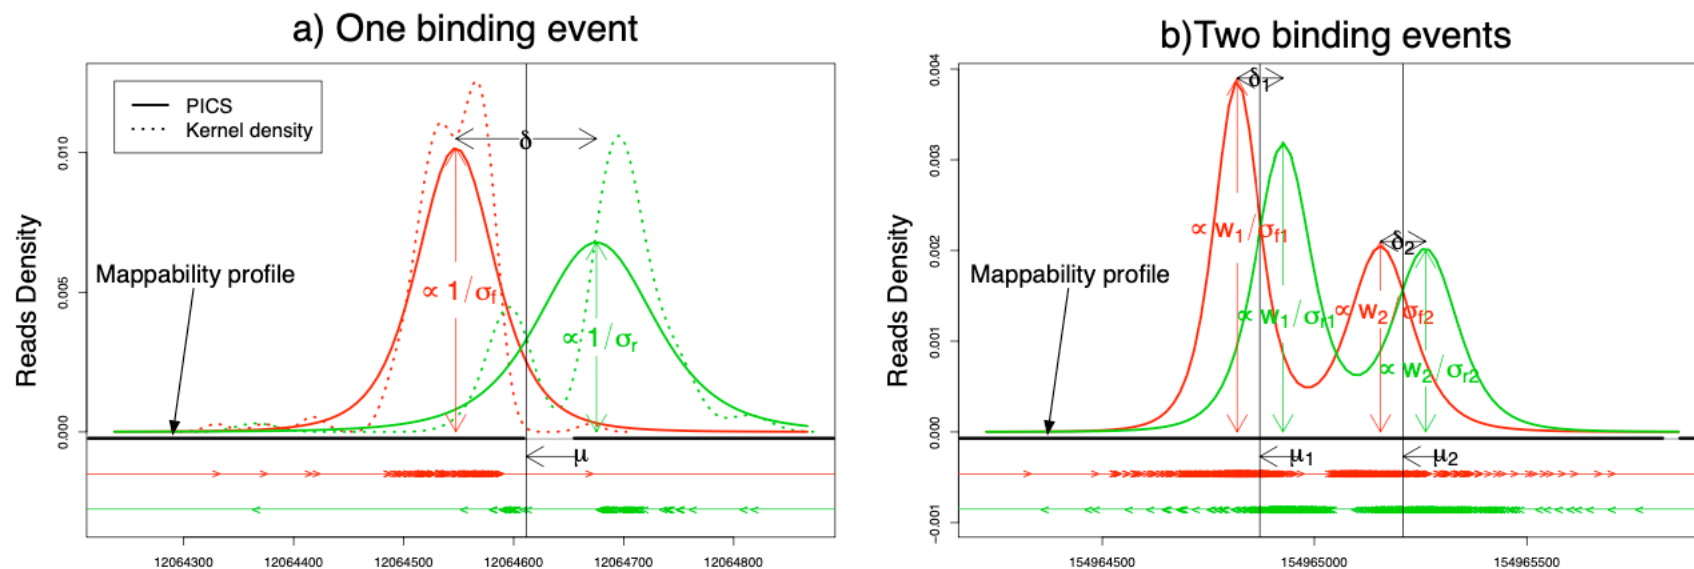 a) One binding event
PICS
Kernel density
δ
Mappability profile
∝ 1/σf
∝ 1/σr
μ
Reads Density
0.000
0.005
0.010
12064300 12064400 12064500 12064600 12064700 12064800
b)Two binding events
δ1
δ2
∝ w1/σf1
Mappability profile
∝ w1/σr1
∝ w2/σf2
∝ w2/σr2
μ1
μ2
Reads Density
−0.001
0.000
0.001
0.002
0.003
0.004
154964500 154965000 154965500